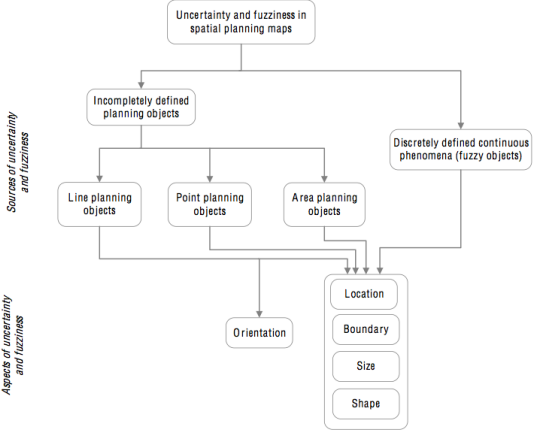 Uncertainty and fuzziness in
spatial planning maps
Incompletely defined
planning objects
Discretely defined continuous
phenomena (fuzzy objects)
Sources of uncertainty
and fuzziness
Line planning
objects
Point planning
objects
Area planning
objects
Location
Orientation
Boundary
Size
Shape
Aspects of uncertainty
and fuzziness